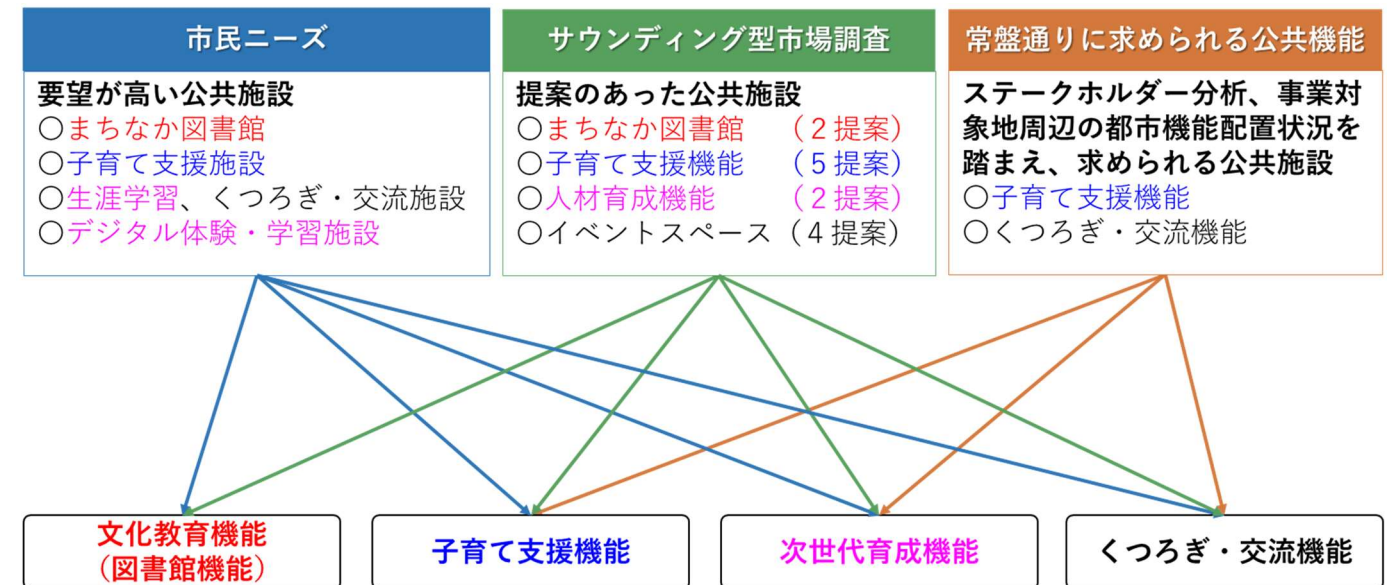 市民ニーズ
要望が高い公共施設
○まちなか図書館
○子育て支援施設
○生涯学習、くつろぎ・交流施設
○デジタル体験・学習施設
サウンディング型市場調査
提案のあった公共施設
○まちなか図書館 （２提案）
○子育て支援機能 （５提案）
○人材育成機能 （２提案）
○イベントスペース（４提案）
常盤通りに求められる公共機能
ステークホルダー分析、事業対
象地周辺の都市機能配置状況を
踏まえ、求められる公共施設
○子育て支援機能
○くつろぎ・交流機能
文化教育機能
（図書館機能）
子育て支援機能
次世代育成機能
くつろぎ・交流機能